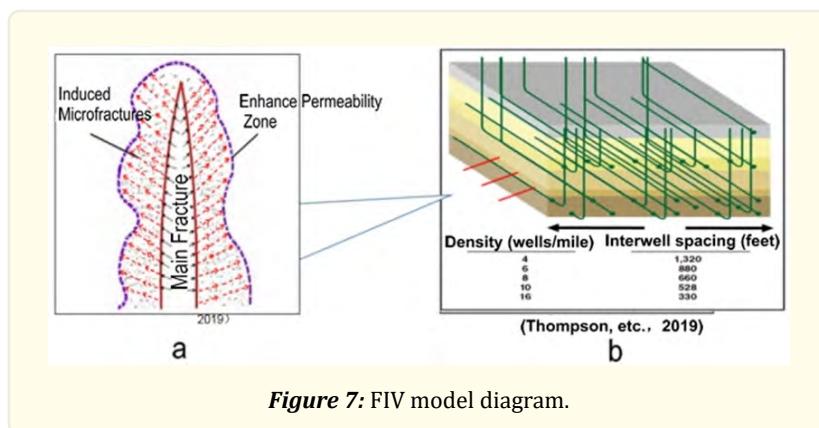 Induced
Microfractures
Enhance Permeability
Zone
Main Fracture
2019)
a
Density (wells/mile) Interwell spacing (feet)
4 1,320
6 880
8 660
10 528
16 330
(Thompson, etc., 2019)
b
Figure 7: FIV model diagram.